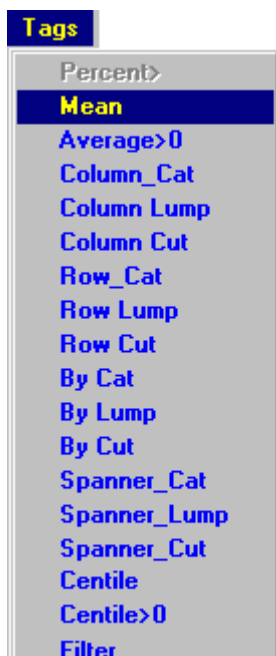 Tags
Percent>
Mean
Average>0
Column_Cat
Column Lump
Column Cut
Row_Cat
Row Lump
Row Cut
By Cat
By Lump
By Cut
Spanner_Cat
Spanner_Lump
Spanner_Cut
Centile
Centile>0
Filter